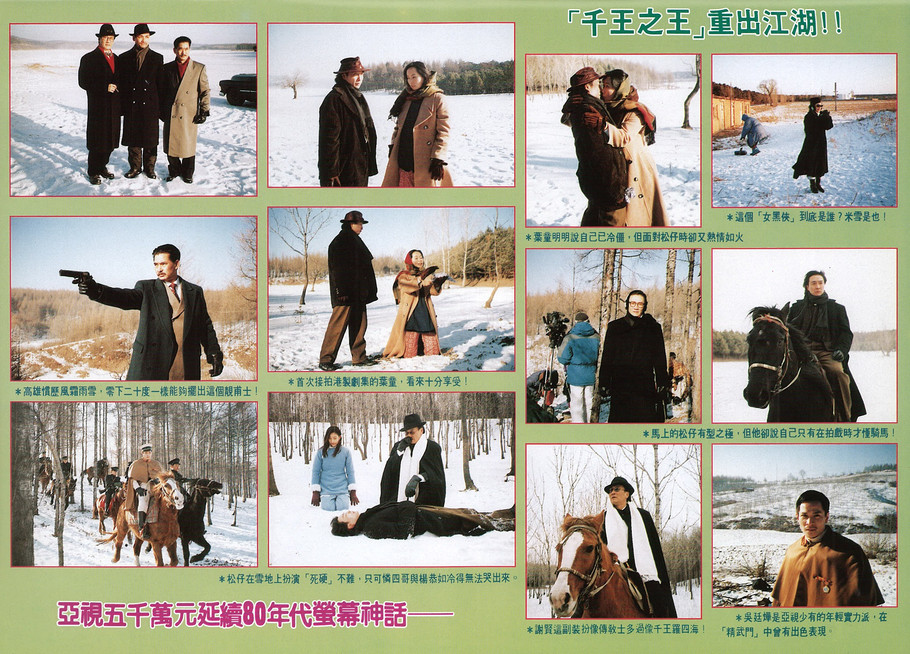 「千王之王」重出江湖!!
＊這個「女黑俠」到底是誰？米雪是也！
＊葉童明明說自己已冷僵，但面對松仔時卻又熱情如火
＊高雄慣歷風霜雨雪，零下二十度一樣能夠擺出這個靚甫士！
＊首次接拍港製劇集的葉童，看來十分享受！
＊馬上的松仔有型之極，但他卻說自己只有在拍戲時才懂騎馬！
＊松仔在雪地上扮演「死硬」不難，只可憐四哥與楊恭如冷得無法哭出來。
＊謝賢這副裝扮像傳敎士多過像千王羅四海！
＊吳廷燁是亞視少有的年輕實力派，在
「精武門」中曾有出色表現。
亞視五千萬元延續80年代螢幕神話——